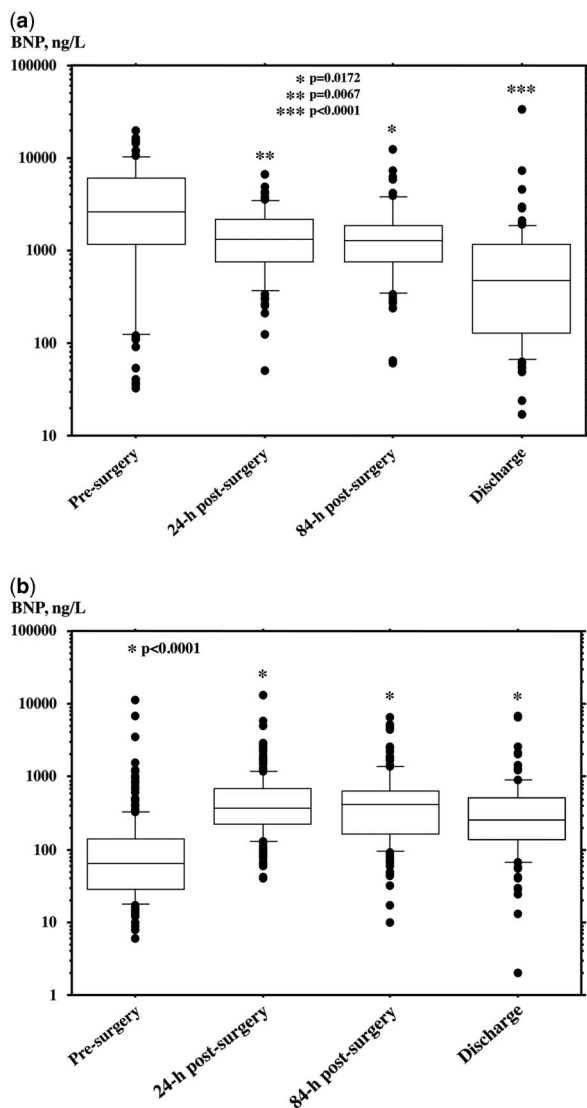 (a)
BNP, ng/L
100000
* p=0.0172
** p=0.0067
*** p<0.0001
***
*
**
10000
1000
100
10
Pre-surgery
24-h post-surgery
84-h post-surgery
Discharge
(b)
BNP, ng/L
100000
* p<0.0001
*
*
*
10000
1000
100
10
1
Pre-surgery
24-h post-surgery
84-h post-surgery
Discharge